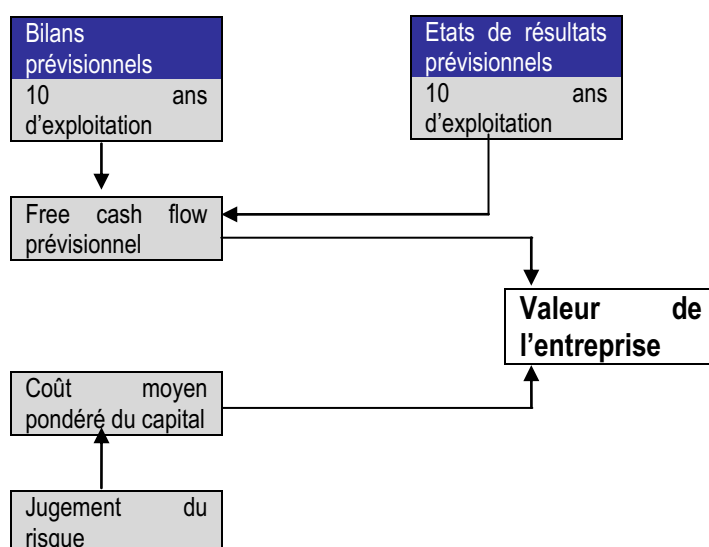 Bilans
prévisionnels
10 ans
d’exploitation
Etats de résultats
prévisionnels
10 ans
d’exploitation
Free cash flow
prévisionnel
Valeur de
l’entreprise
Coût moyen
pondéré du capital
Jugement du
risque